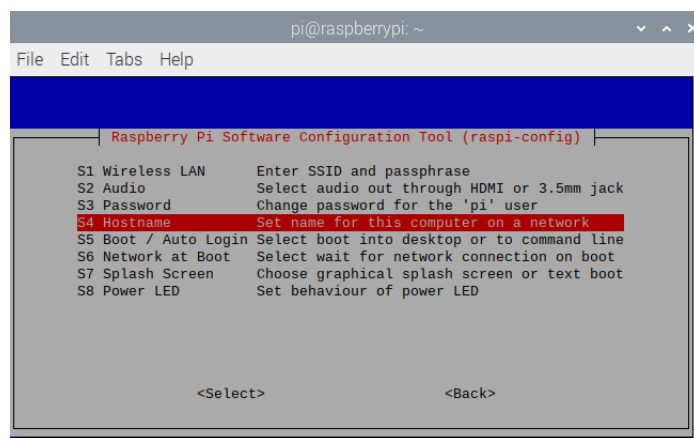 pi@raspberrypi: ~
File Edit Tabs Help
Raspberry Pi Software Configuration Tool (raspi-config)
S1 Wireless LAN Enter SSID and passphrase
S2 Audio Select audio out through HDMI or 3.5mm jack
S3 Password Change password for the 'pi' user
S4 Hostname Set name for this computer on a network
S5 Boot / Auto Login Select boot into desktop or to command line
S6 Network at Boot Select wait for network connection on boot
S7 Splash Screen Choose graphical splash screen or text boot
S8 Power LED Set behaviour of power LED
<Select> <Back>